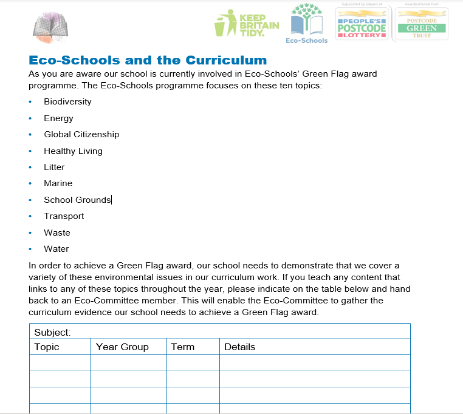 KEEP
BRITAIN
TIDY.
Eco-Schools
PEOPLE'S
POSTCODE
LOTTERY
POSTCODE
GREEN
TRUST
Eco-Schools and the Curriculum
As you are aware our school is currently involved in Eco-Schools' Green Flag award
programme. The Eco-Schools programme focuses on these ten topics:
• Biodiversity
• Energy
• Global Citizenship
• Healthy Living
• Litter
• Marine
• School Grounds
• Transport
• Waste
• Water
In order to achieve a Green Flag award, our school needs to demonstrate that we cover a
variety of these environmental issues in our curriculum work. If you teach any content that
links to any of these topics throughout the year, please indicate on the table below and hand
back to an Eco-Committee member. This will enable the Eco-Committee to gather the
curriculum evidence our school needs to achieve a Green Flag award.
Subject:
Topic Year Group Term Details